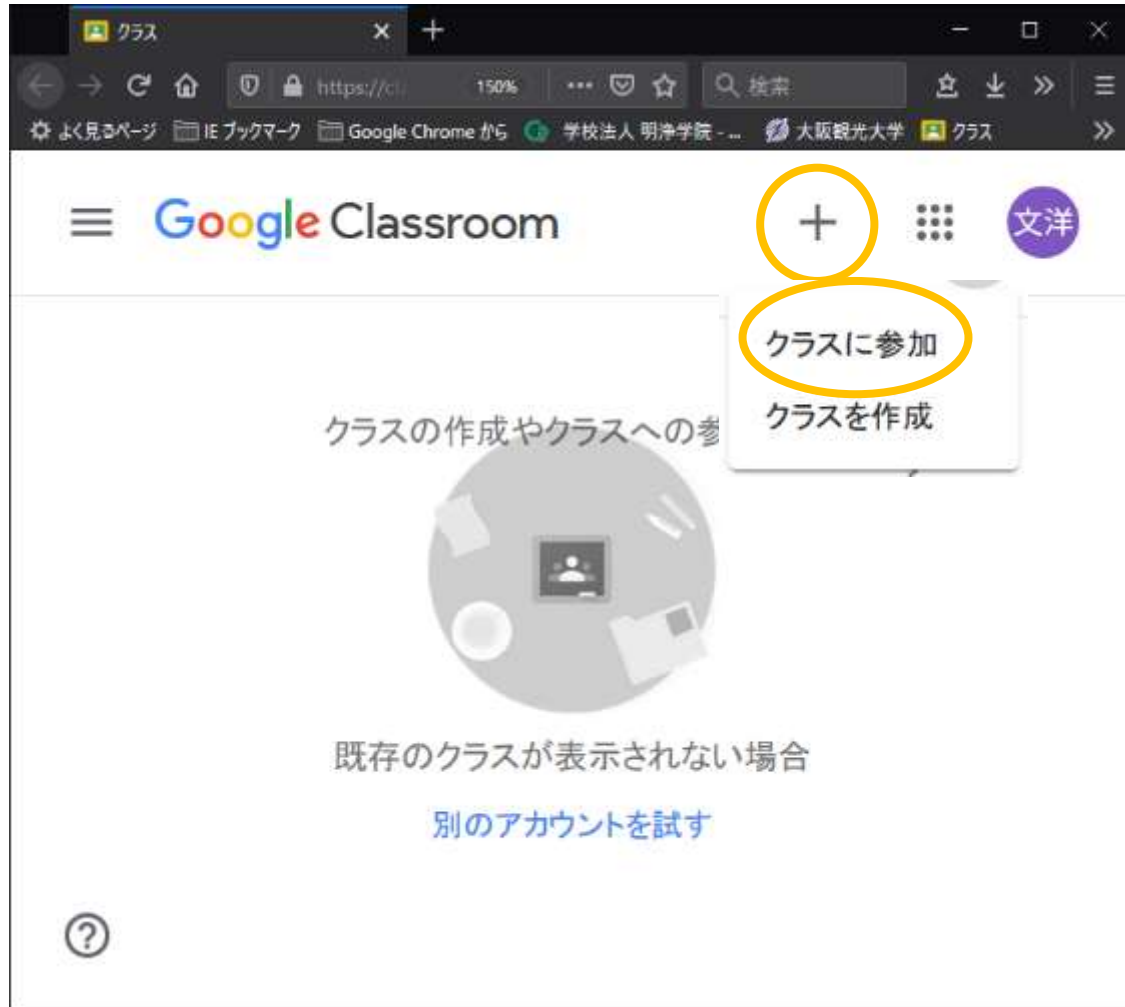 クラス
https://cl 150% 検索
よく見るページ IE ブックマーク Google Chrome から 学校法人 明浄学院 - ... 大阪観光大学 クラス
Google Classroom 文洋
クラスに参加
クラスを作成
クラスの作成やクラスへの参
既存のクラスが表示されない場合
別のアカウントを試す